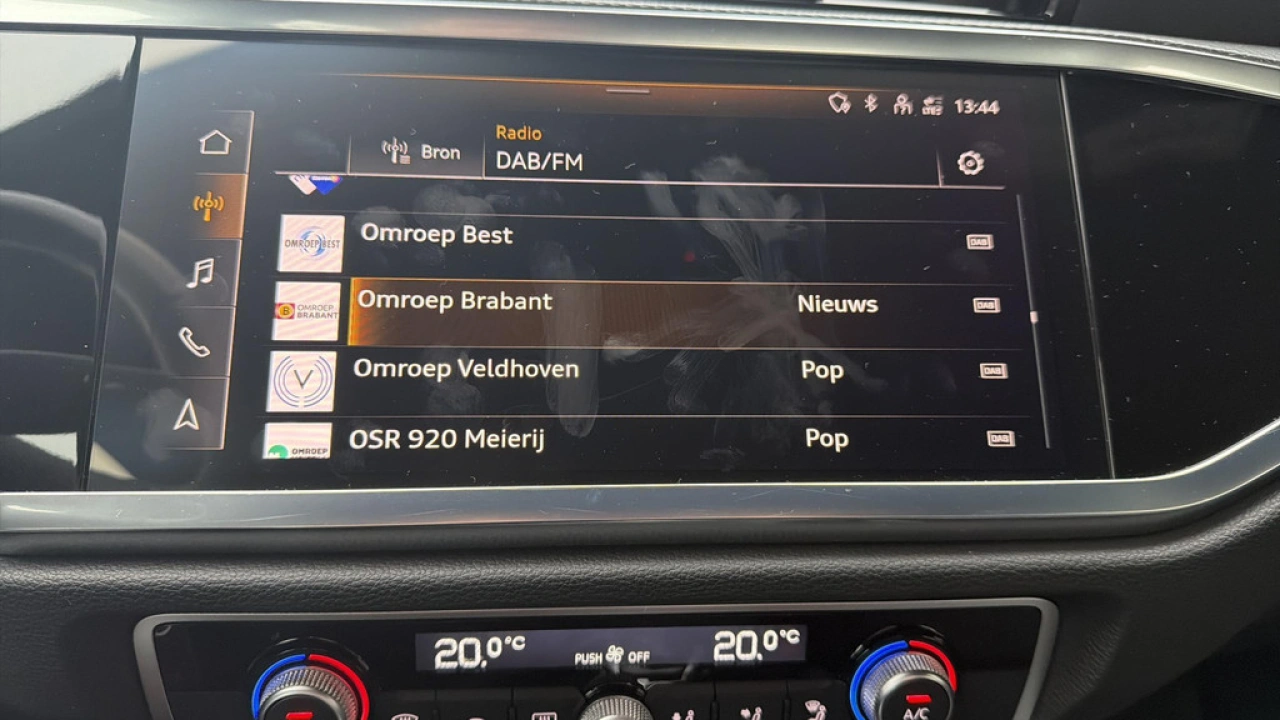 13:44
Bron
Radio
DAB/FM
OMROEP BEST
Omroep Best
DAB
OMROEP
BRABANT
Omroep Brabant
Nieuws
DAB
V
Omroep Veldhoven
Pop
DAB
OMROEP
OSR 920 Meierij
Pop
DAB
20,0°C
PUSH OFF
20,0°C
A/C